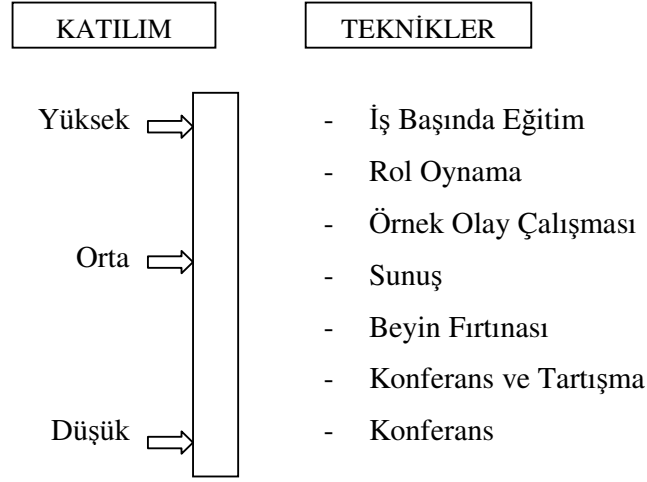 KATILIM TEKNİKLER
Yüksek - İş Başında Eğitim
- Rol Oynama
- Örnek Olay Çalışması
Orta - Sunuş
- Beyin Fırtınası
- Konferans ve Tartışma
Düşük - Konferans